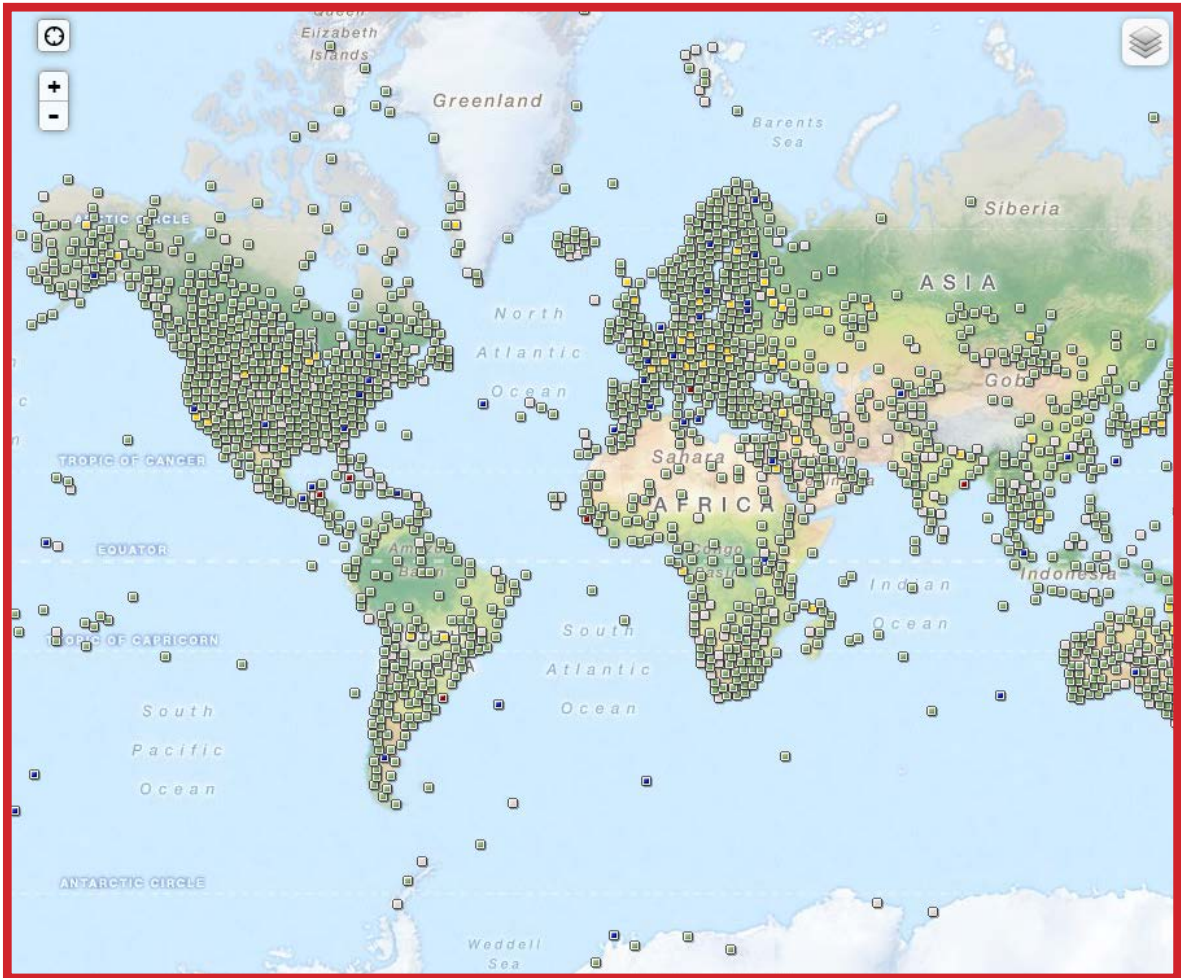 Queen
Elizabeth
Islands
+
-
Greenland
Barents
Sea
Siberia
ARCTIC CIRCLE
ASIA
North
Atlantic
Ocean
Gobi
c
n
TROPIC OF CANCER
Sahara
AFRICA
EQUATOR
Amazon
Basin
Congo
Basin
Indonesia
Indian
Ocean
TROPIC OF CAPRICORN
South
Atlantic
Ocean
A
South
Pacific
Ocean
ANTARCTIC CIRCLE
Weddell
Sea